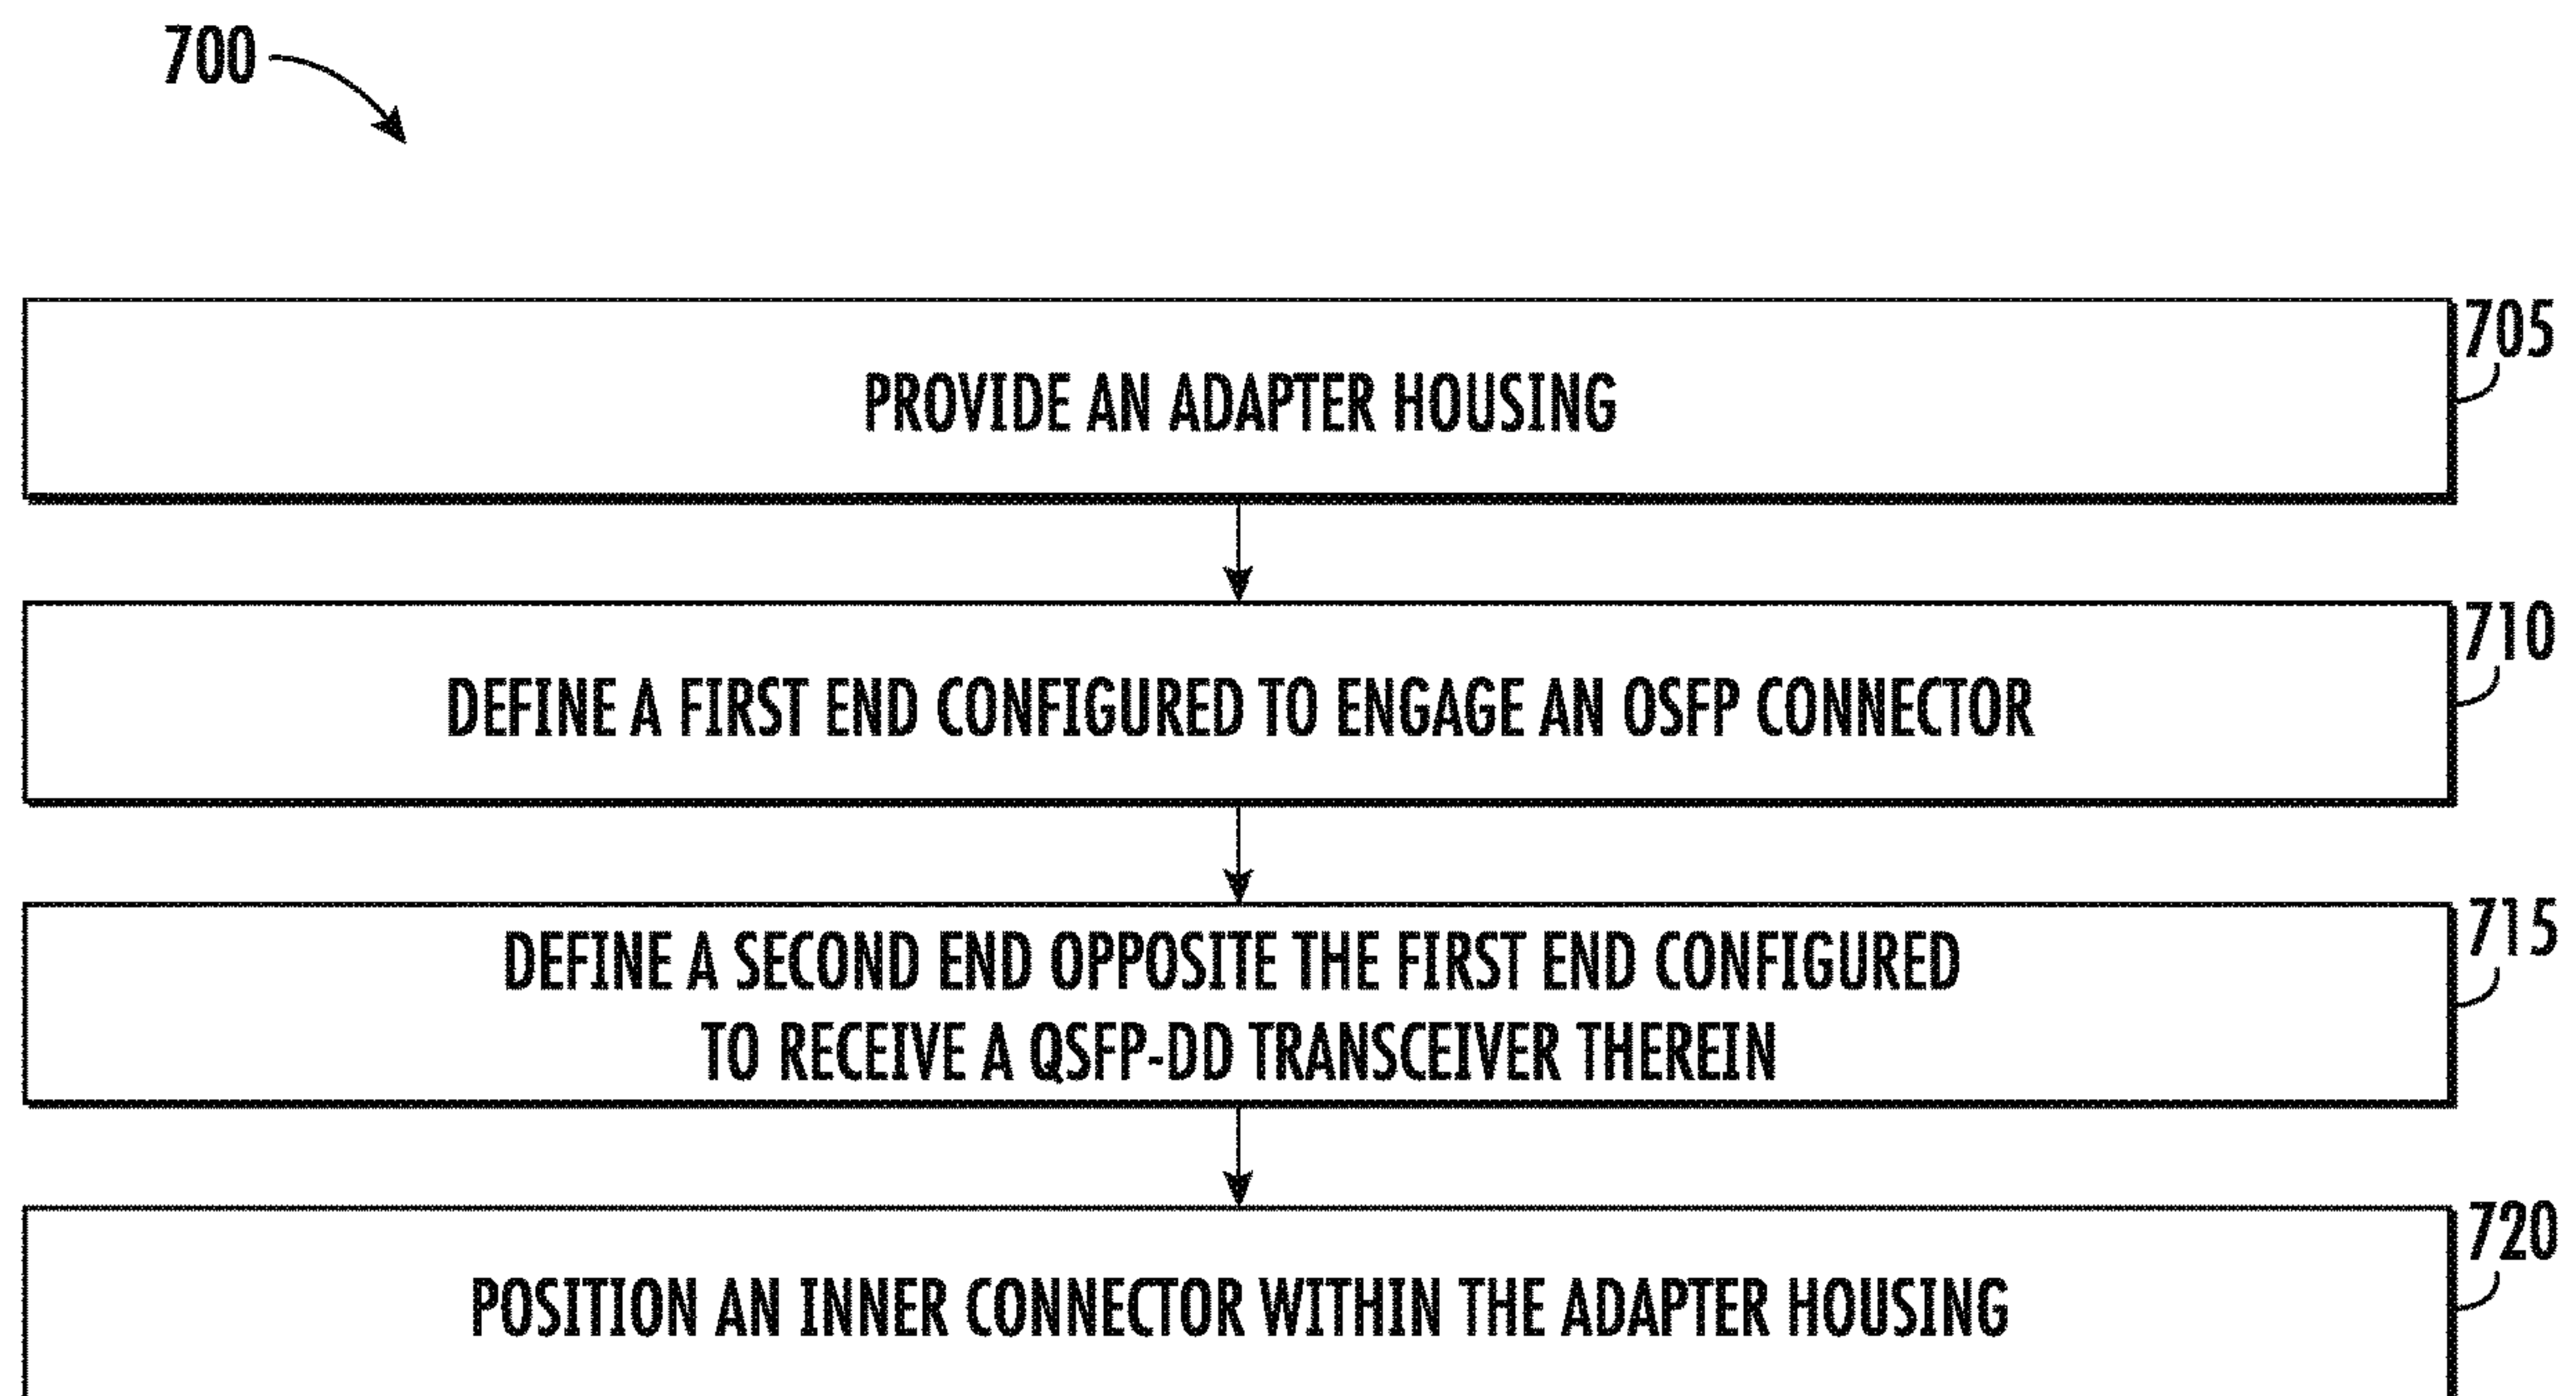 700
705
PROVIDE AN ADAPTER HOUSING
710
DEFINE A FIRST END CONFIGURED TO ENGAGE AN OSFP CONNECTOR
715
DEFINE A SECOND END OPPOSITE THE FIRST END CONFIGURED
TO RECEIVE A QSFP-DD TRANSCEIVER THEREIN
720
POSITION AN INNER CONNECTOR WITHIN THE ADAPTER HOUSING